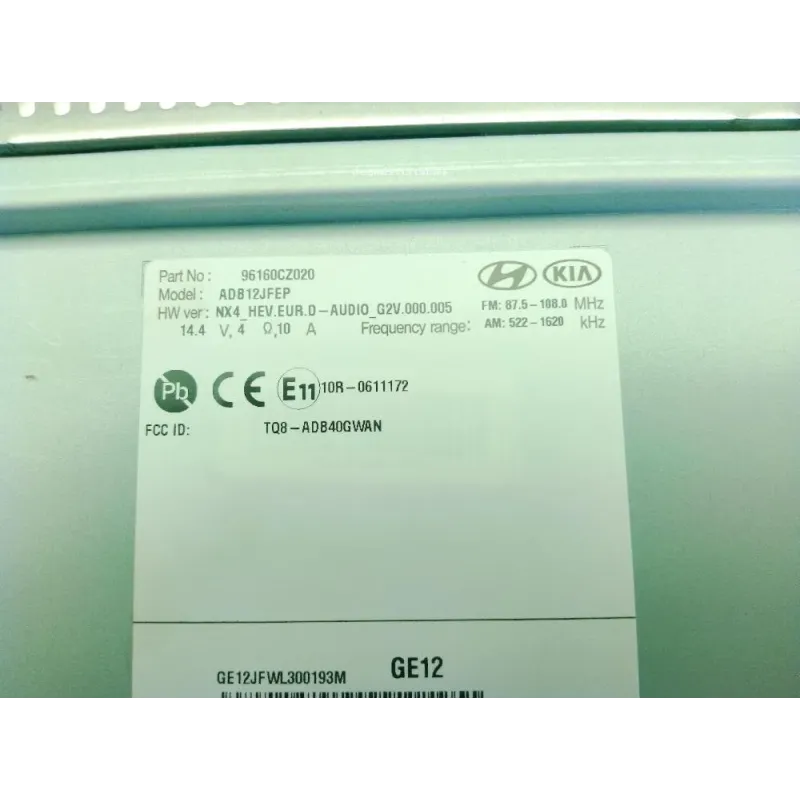 Part No : 96160CZ020
Model : ADB12JFEP
HW ver : NX4_HEV.EUR.D-AUDIO_G2V.000.005
14.4 V, 4 Ω,10 A Frequency range:
KIA
FM: 87.5-108.0 MHz
AM: 522-1620 kHz
Pb CE E11 10R-0611172
FCC ID: TQ8-ADB40GWAN
GE12JFWL300193M GE12